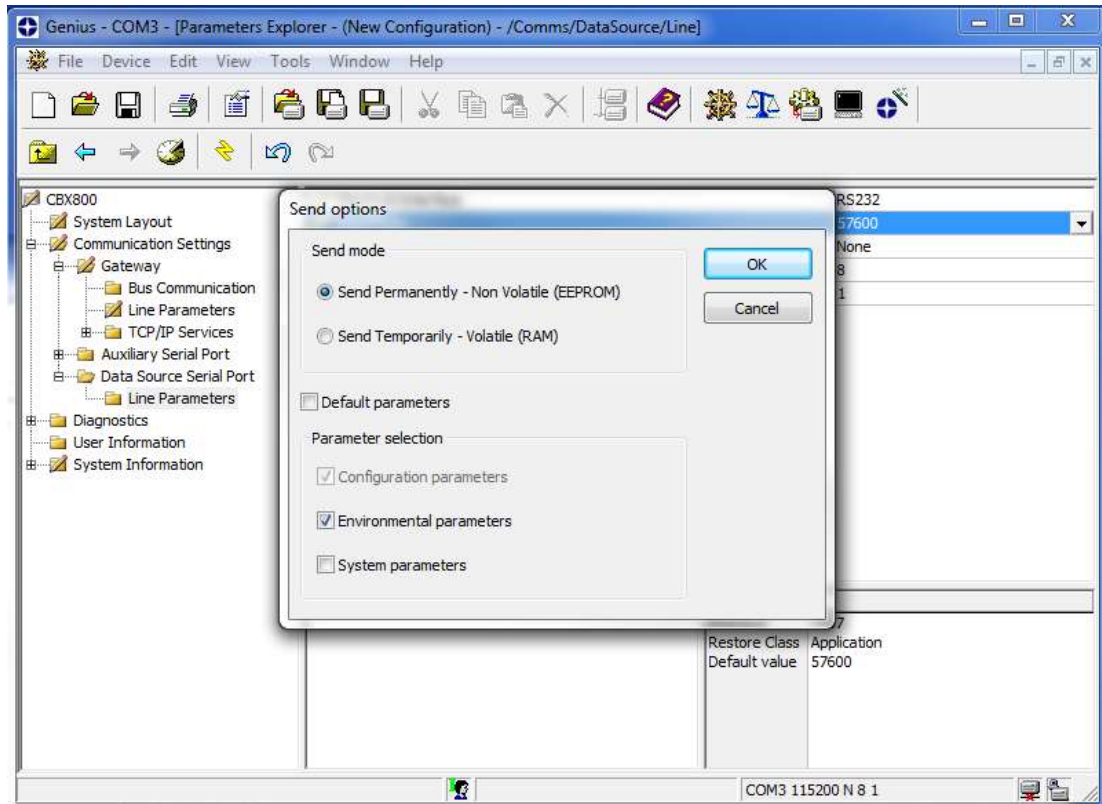 Genius - COM3 - [Parameters Explorer - (New Configuration) - /Comms/DataSource/Line]
File Device Edit View Tools Window Help
CBX800
System Layout
Communication Settings
Gateway
Bus Communication
Line Parameters
TCP/IP Services
Auxiliary Serial Port
Data Source Serial Port
Line Parameters
Diagnostics
User Information
System Information
Send options
Send mode
Send Permanently - Non Volatile (EEPROM)
Send Temporarily - Volatile (RAM)
Default parameters
Parameter selection
Configuration parameters
Environmental parameters
System parameters
OK
Cancel
RS232
57600
None
8
1
Restore Class Application
Default value 57600
COM3 115200 N 8 1